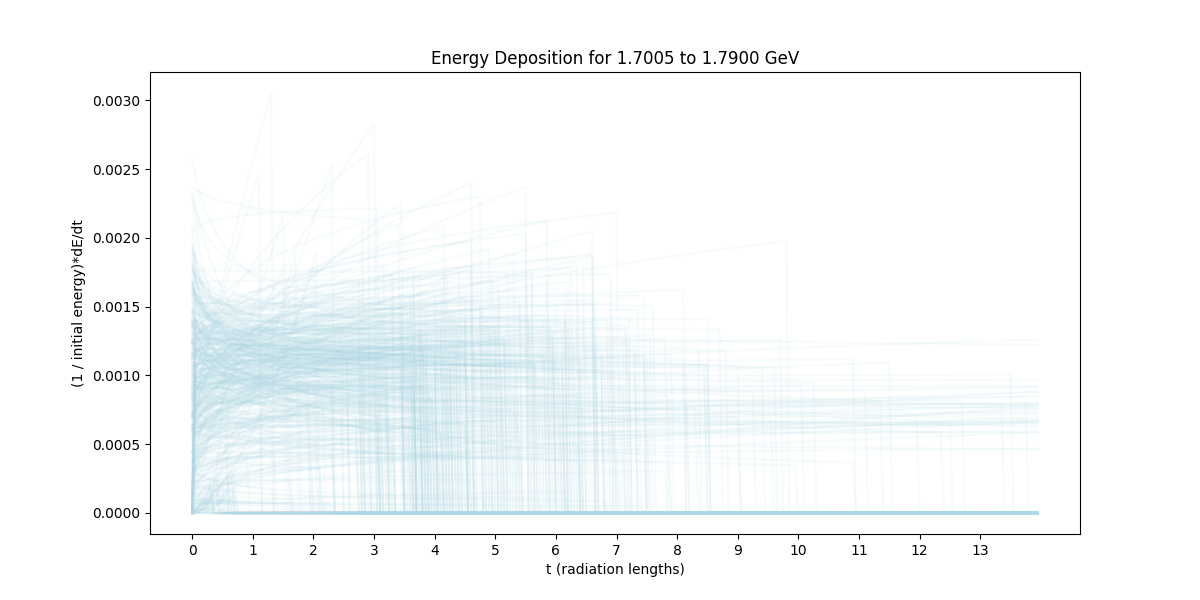 Energy Deposition for 1.7005 to 1.7900 GeV
0.0030
0.0025
0.0020
0.0015
0.0010
0.0005
0.0000
(1 / initial energy)*dE/dt
0 1 2 3 4 5 6 7 8 9 10 11 12 13
t (radiation lengths)